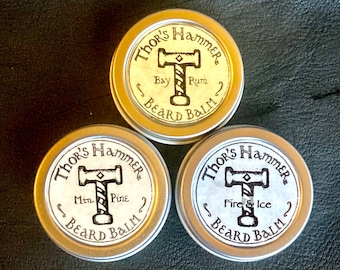 Thor's Hammer
Bay Rum
Beard Balm
Thor's Hammer
Mtn. Pine
Beard Balm
Thor's Hammer
Fire & Ice
Beard Balm